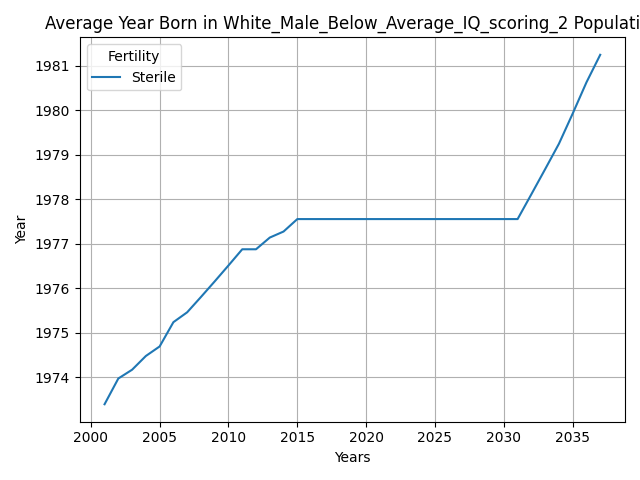 Average Year Born in White_Male_Below_Average_IQ_scoring_2 Populati
Fertility
Sterile
1981
1980
1979
1978
1977
1976
1975
1974
Year
2000 2005 2010 2015 2020 2025 2030 2035
Years